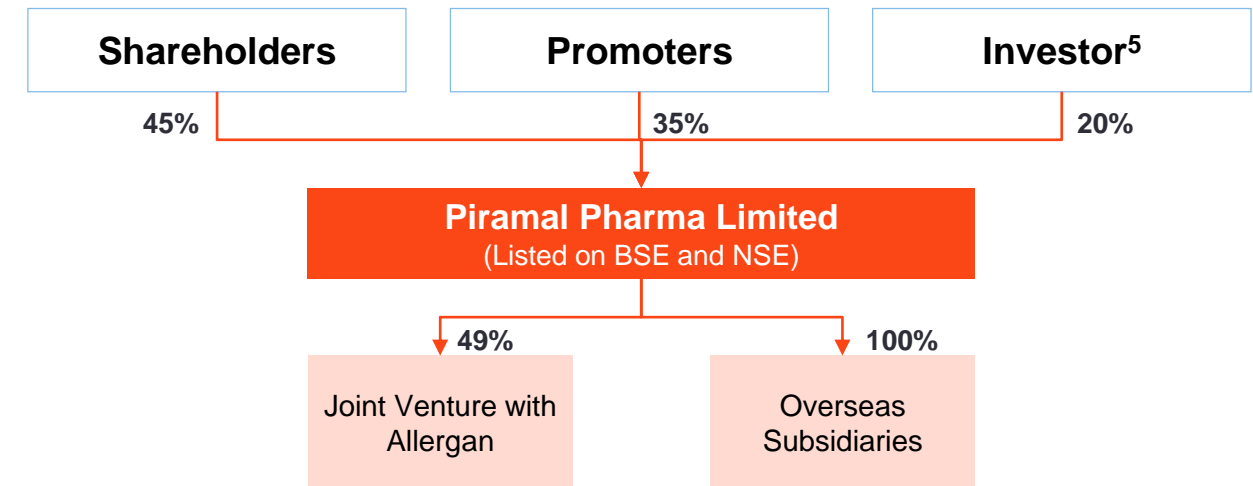 Shareholders
Promoters
Investor⁵
45%
35%
20%
Piramal Pharma Limited
(Listed on BSE and NSE)
49%
100%
Joint Venture with
Allergan
Overseas
Subsidiaries